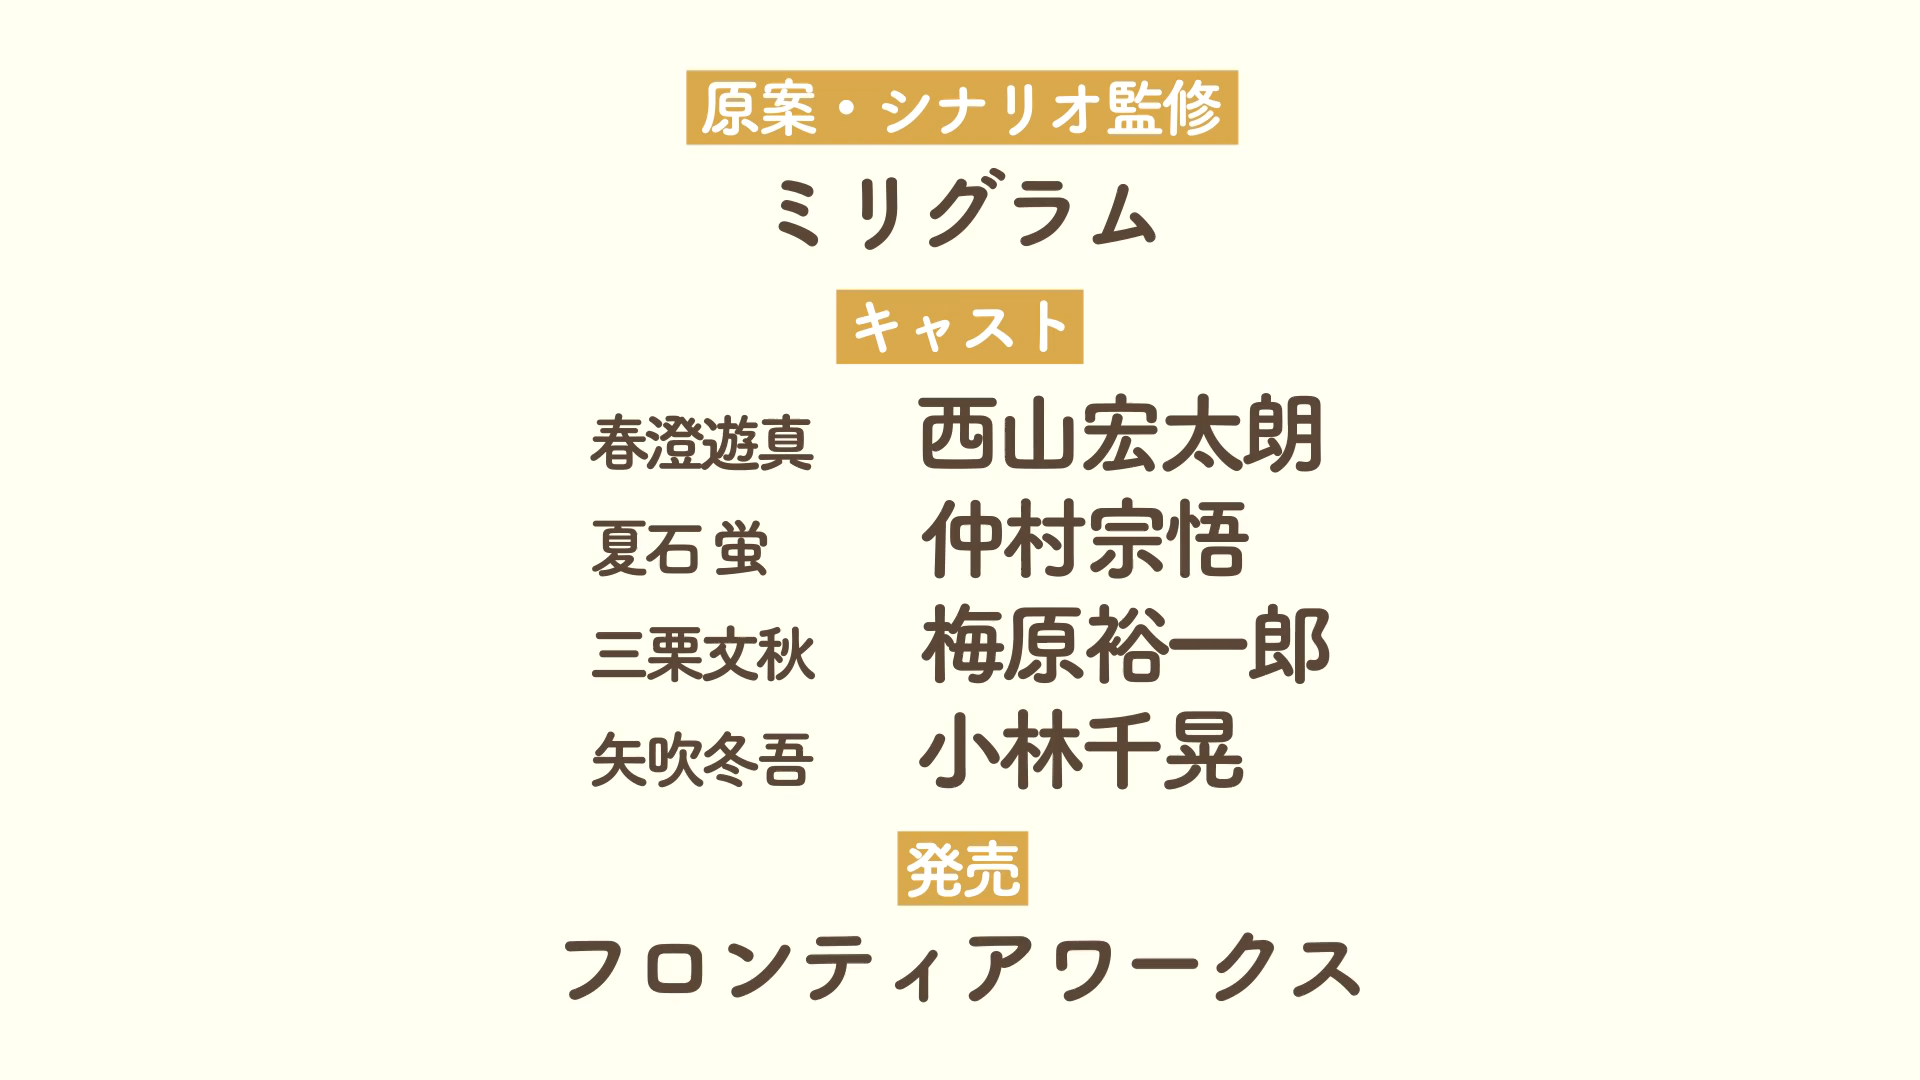 原案・シナリオ監修
ミリグラム
キャスト
春澄遊真 西山宏太朗
夏石 蛍 仲村宗悟
三栗文秋 梅原裕一郎
矢吹冬吾 小林千晃
発売
フロンティアワークス